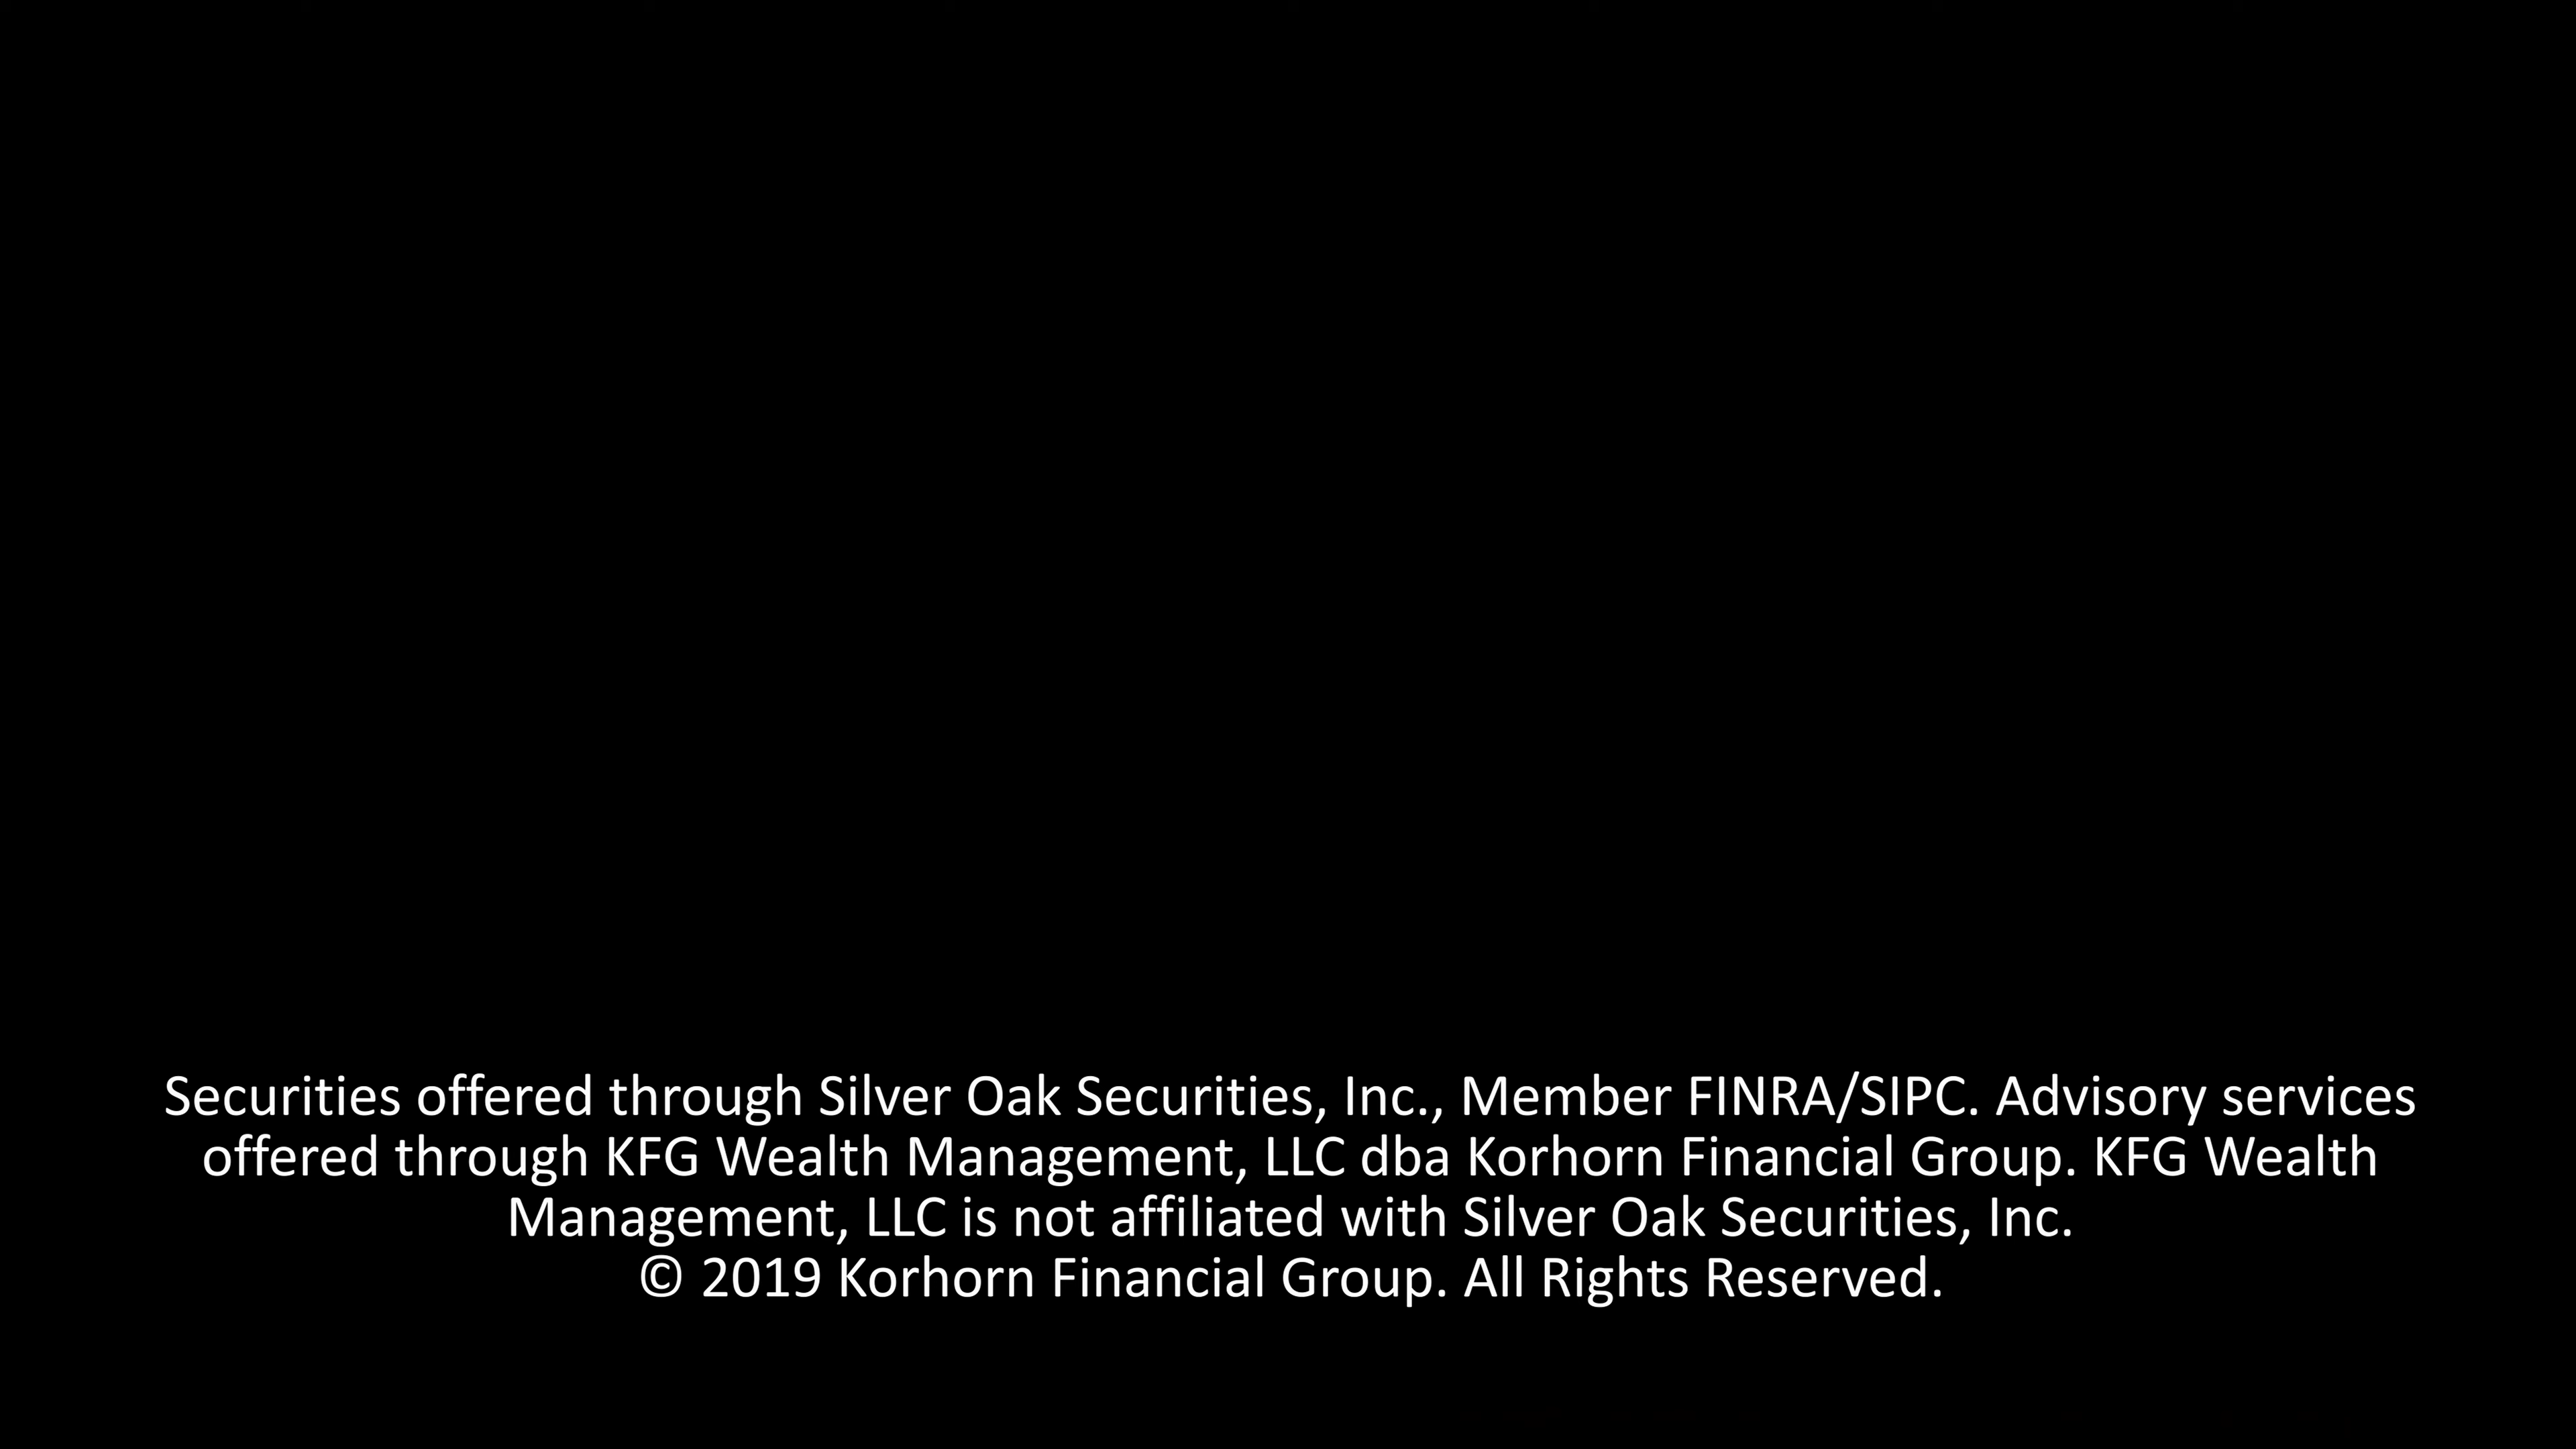 Securities offered through Silver Oak Securities, Inc., Member FINRA/SIPC. Advisory services
offered through KFG Wealth Management, LLC dba Korhorn Financial Group. KFG Wealth
Management, LLC is not affiliated with Silver Oak Securities, Inc.
© 2019 Korhorn Financial Group. All Rights Reserved.